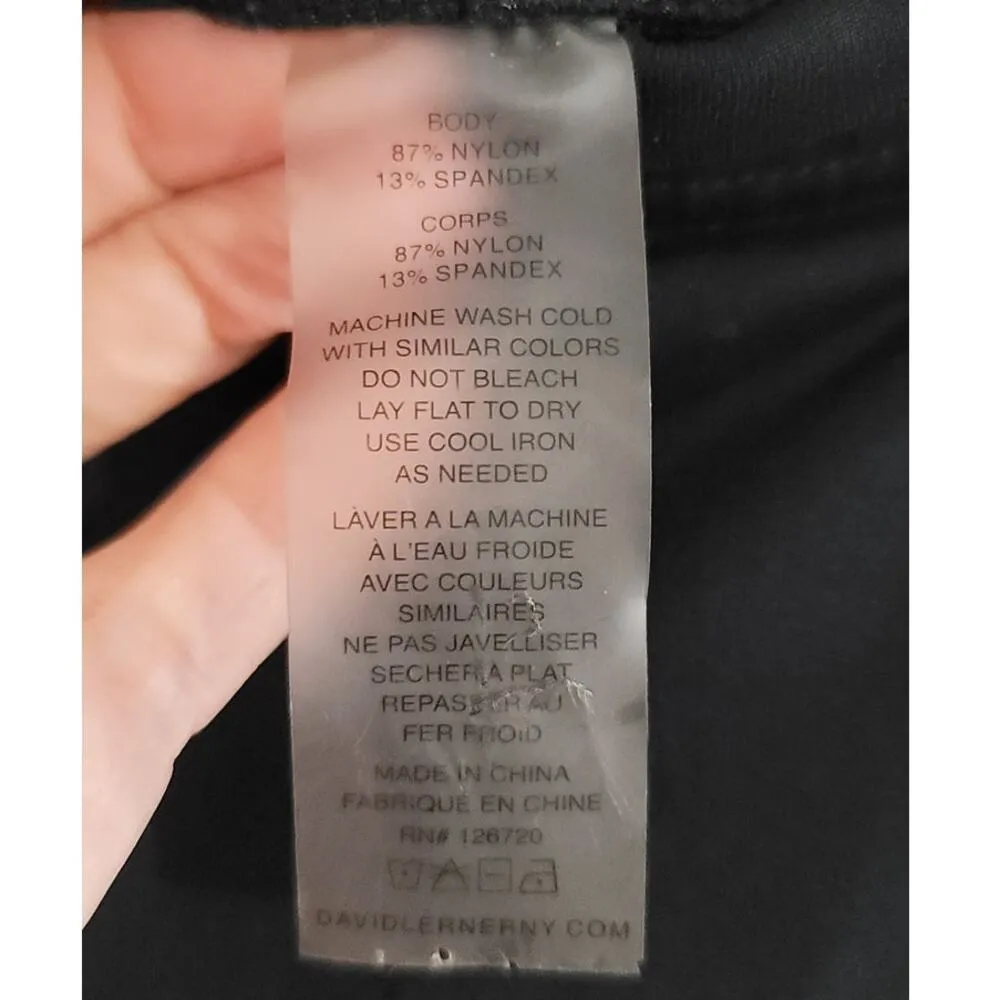 BODY
87% NYLON
13% SPANDEX
CORPS
87% NYLON
13% SPANDEX
MACHINE WASH COLD
WITH SIMILAR COLORS
DO NOT BLEACH
LAY FLAT TO DRY
USE COOL IRON
AS NEEDED
LÀVER A LA MACHINE
À L'EAU FROIDE
AVEC COULEURS
SIMILAIRES
NE PAS JAVELLISER
SECHER A PLAT
REPASSER AU
FER FROID
MADE IN CHINA
FABRIQUE EN CHINE
RN# 126720
DAVIDLERNERNY.COM